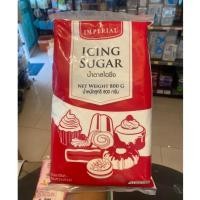 IMPERIAL
ICING
SUGAR
น้ำตาลไอซิ่ง
NET WEIGHT 800 G
น้ำหนักสุทธิ 800 กรัม